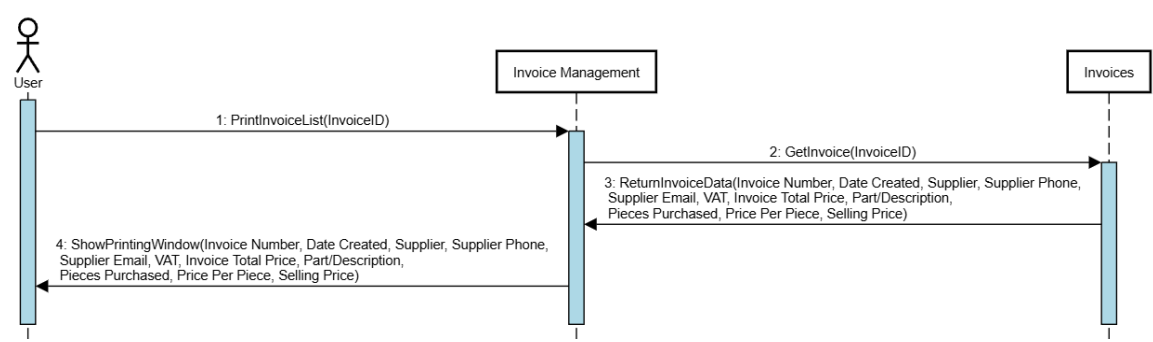 User
Invoice Management
Invoices
1: PrintInvoiceList(InvoiceID)
2: GetInvoice(InvoiceID)
3: ReturnInvoiceData(Invoice Number, Date Created, Supplier, Supplier Phone,
Supplier Email, VAT, Invoice Total Price, Part/Description,
Pieces Purchased, Price Per Piece, Selling Price)
4: ShowPrintingWindow(Invoice Number, Date Created, Supplier, Supplier Phone,
Supplier Email, VAT, Invoice Total Price, Part/Description,
Pieces Purchased, Price Per Piece, Selling Price)